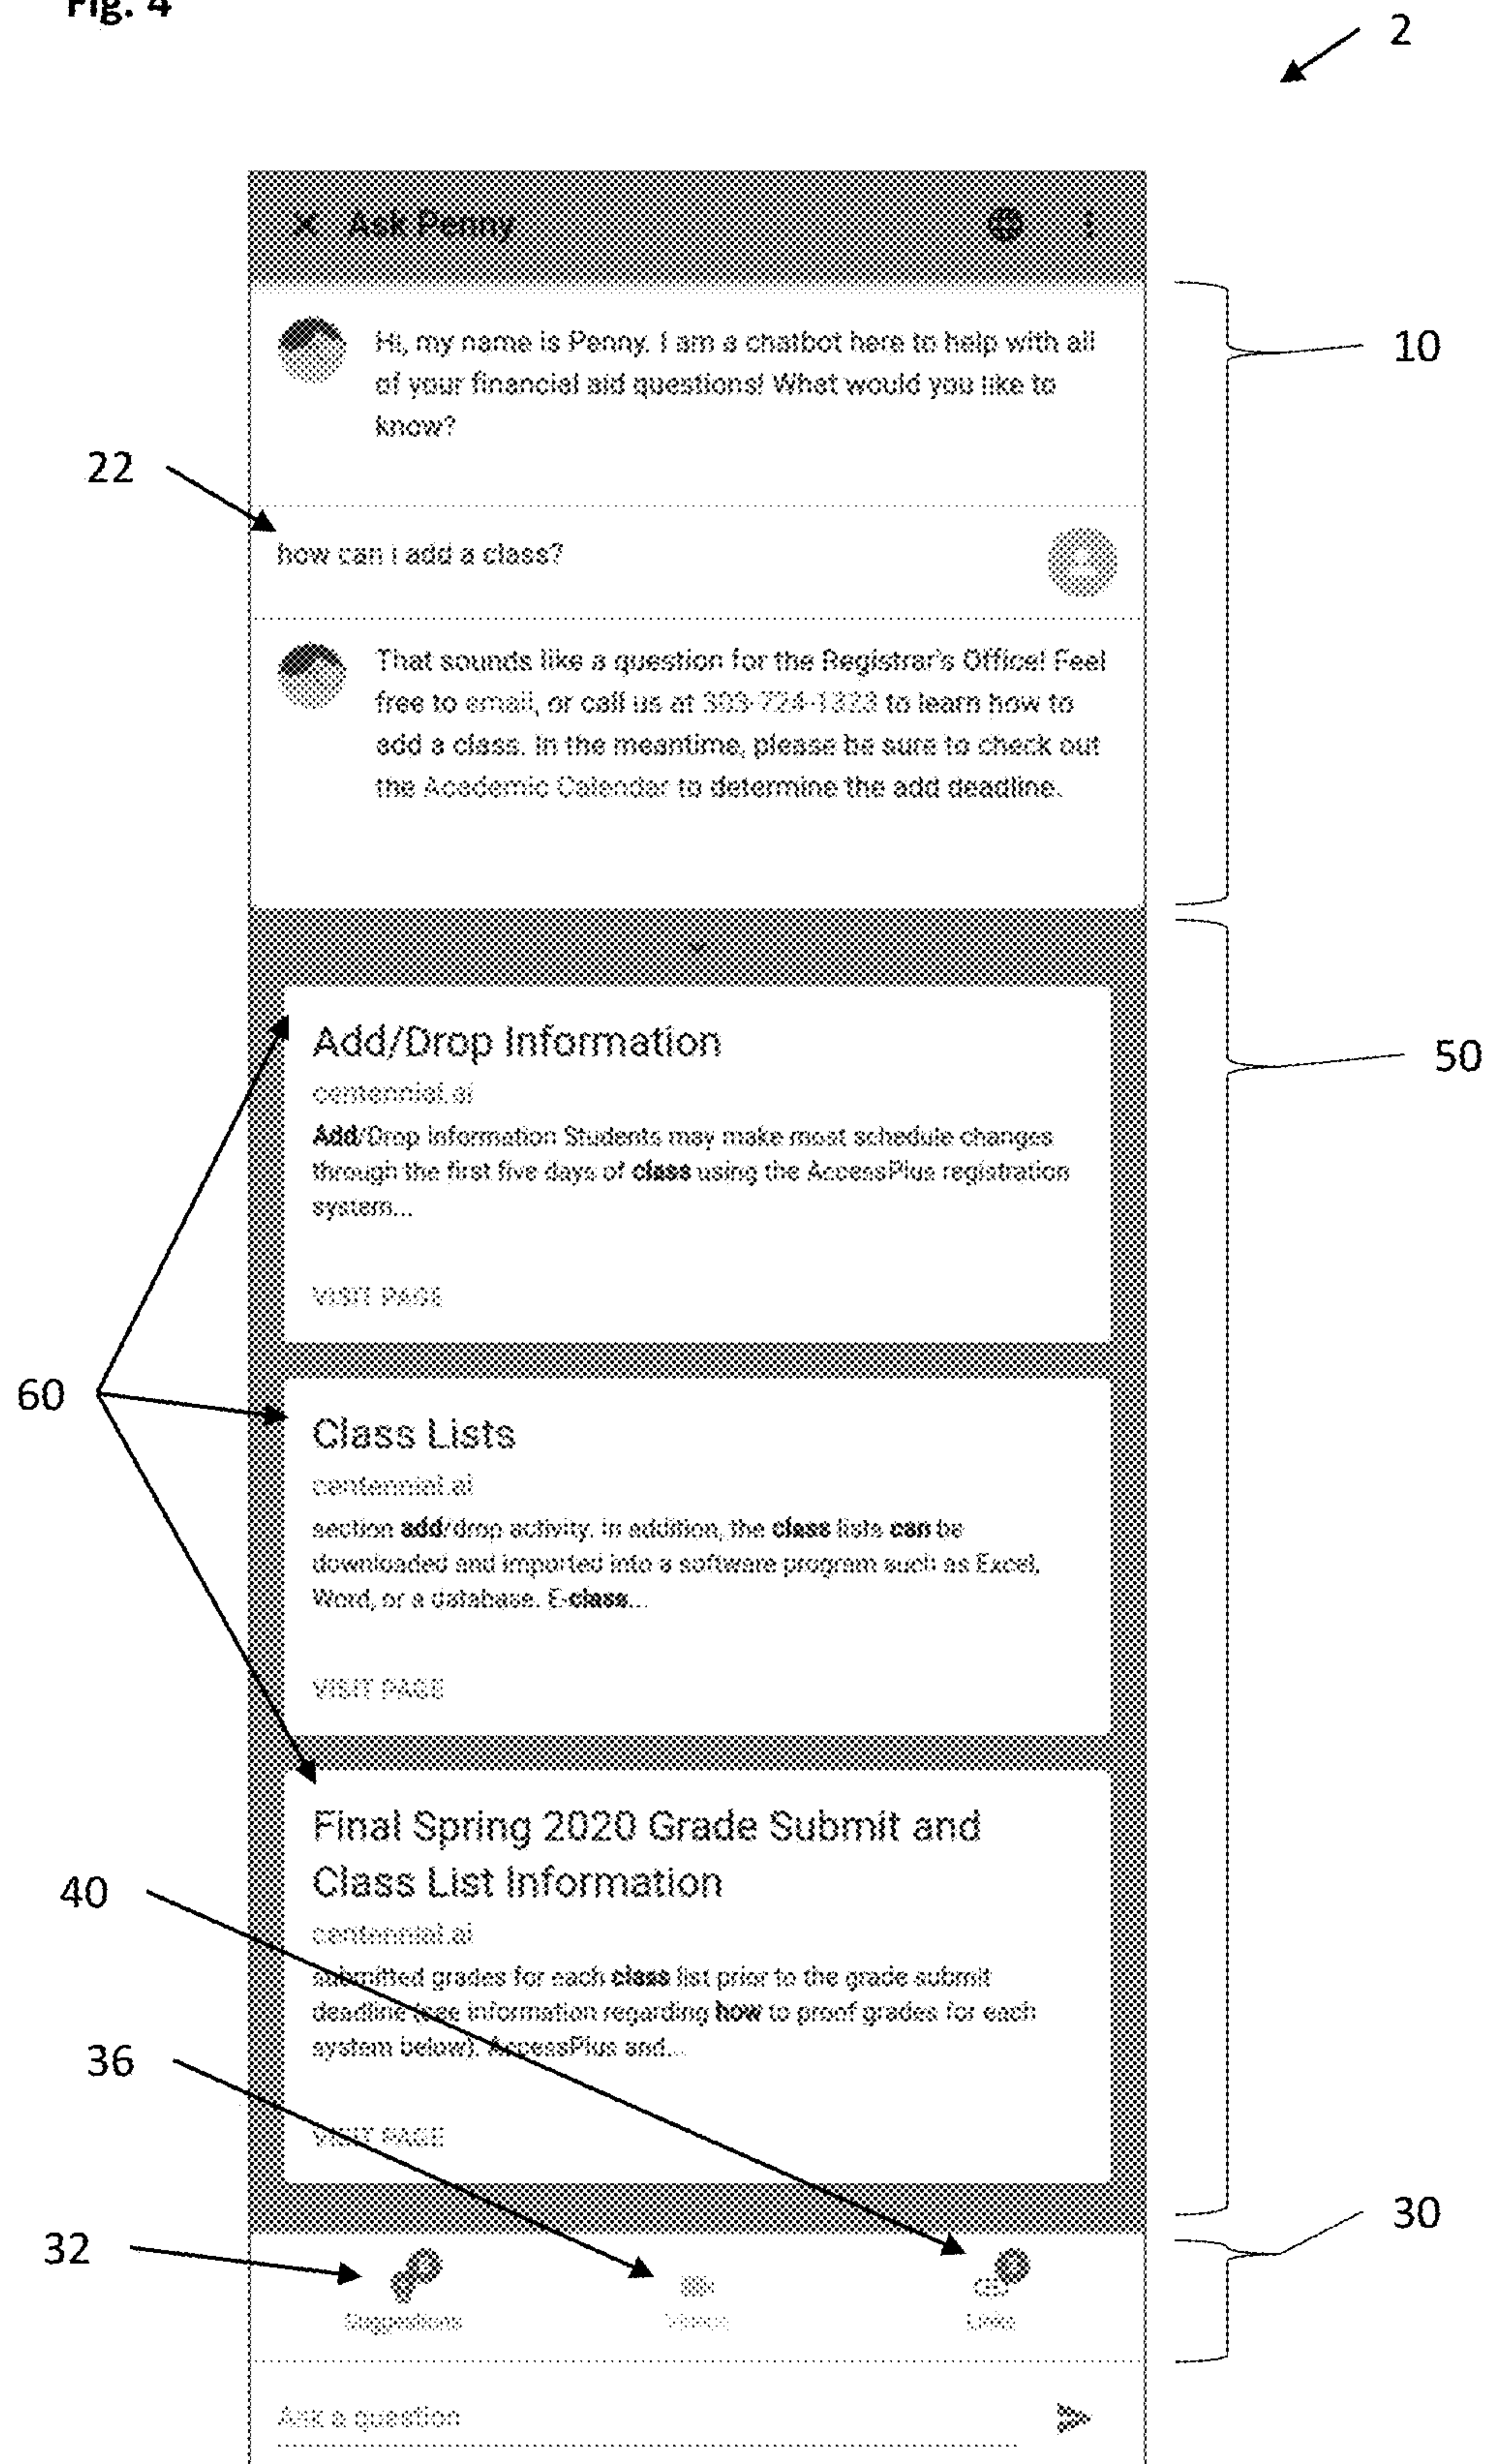 Fig. 4
2
Ask Penny
10
Hi, my name is Penny. I am a chatbot here to help with all
of your financial aid questions! What would you like to
know?
22
how can i add a class?
That sounds like a question for the Registrar's Office! Feel
free to email, or call us at to learn how to
add a class. In the meantime, please be sure to check out
the Academic Calendar to determine the add deadline.
50
Add/Drop Information
centennial.ai
Add/Drop Information Students may make most schedule changes
through the first five days of class using the AccessPlus registration
system...
VISIT PAGE
60
Class Lists
centennial.ai
section add/drop activity. In addition, the class lists can be
downloaded and imported into a software program such as Excel,
Word, or a database. E-class...
VISIT PAGE
Final Spring 2020 Grade Submit and
Class List Information
40
centennial.ai
submitted grades for each class list prior to the grade submit
deadline (see information regarding how to proof grades for each
system below). AccessPlus and...
36
VISIT PAGE
30
32
Suggestions
Videos
Links
Ask a question